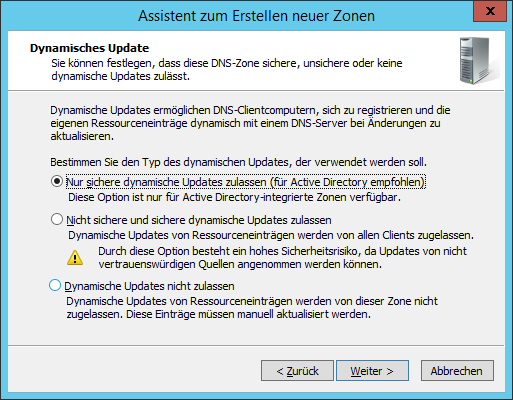 Assistent zum Erstellen neuer Zonen
X
Dynamisches Update
Sie können festlegen, dass diese DNS-Zone sichere, unsichere oder keine
dynamische Updates zulässt.
Dynamische Updates ermöglichen DNS-Clientcomputern, sich zu registrieren und die
eigenen Ressourceneinträge dynamisch mit einem DNS-Server bei Änderungen zu
aktualisieren.
Bestimmen Sie den Typ des dynamischen Updates, der verwendet werden soll.
Nur sichere dynamische Updates zulassen (für Active Directory empfohlen)
Diese Option ist nur für Active Directory-integrierte Zonen verfügbar.
Nicht sichere und sichere dynamische Updates zulassen
Dynamische Updates von Ressourceneinträgen werden von allen Clients zugelassen.
Durch diese Option besteht ein hohes Sicherheitsrisiko, da Updates von nicht
vertrauenswürdigen Quellen angenommen werden können.
Dynamische Updates nicht zulassen
Dynamische Updates von Ressourceneinträgen werden von dieser Zone nicht
zugelassen. Diese Einträge müssen manuell aktualisiert werden.
< Zurück Weiter > Abbrechen